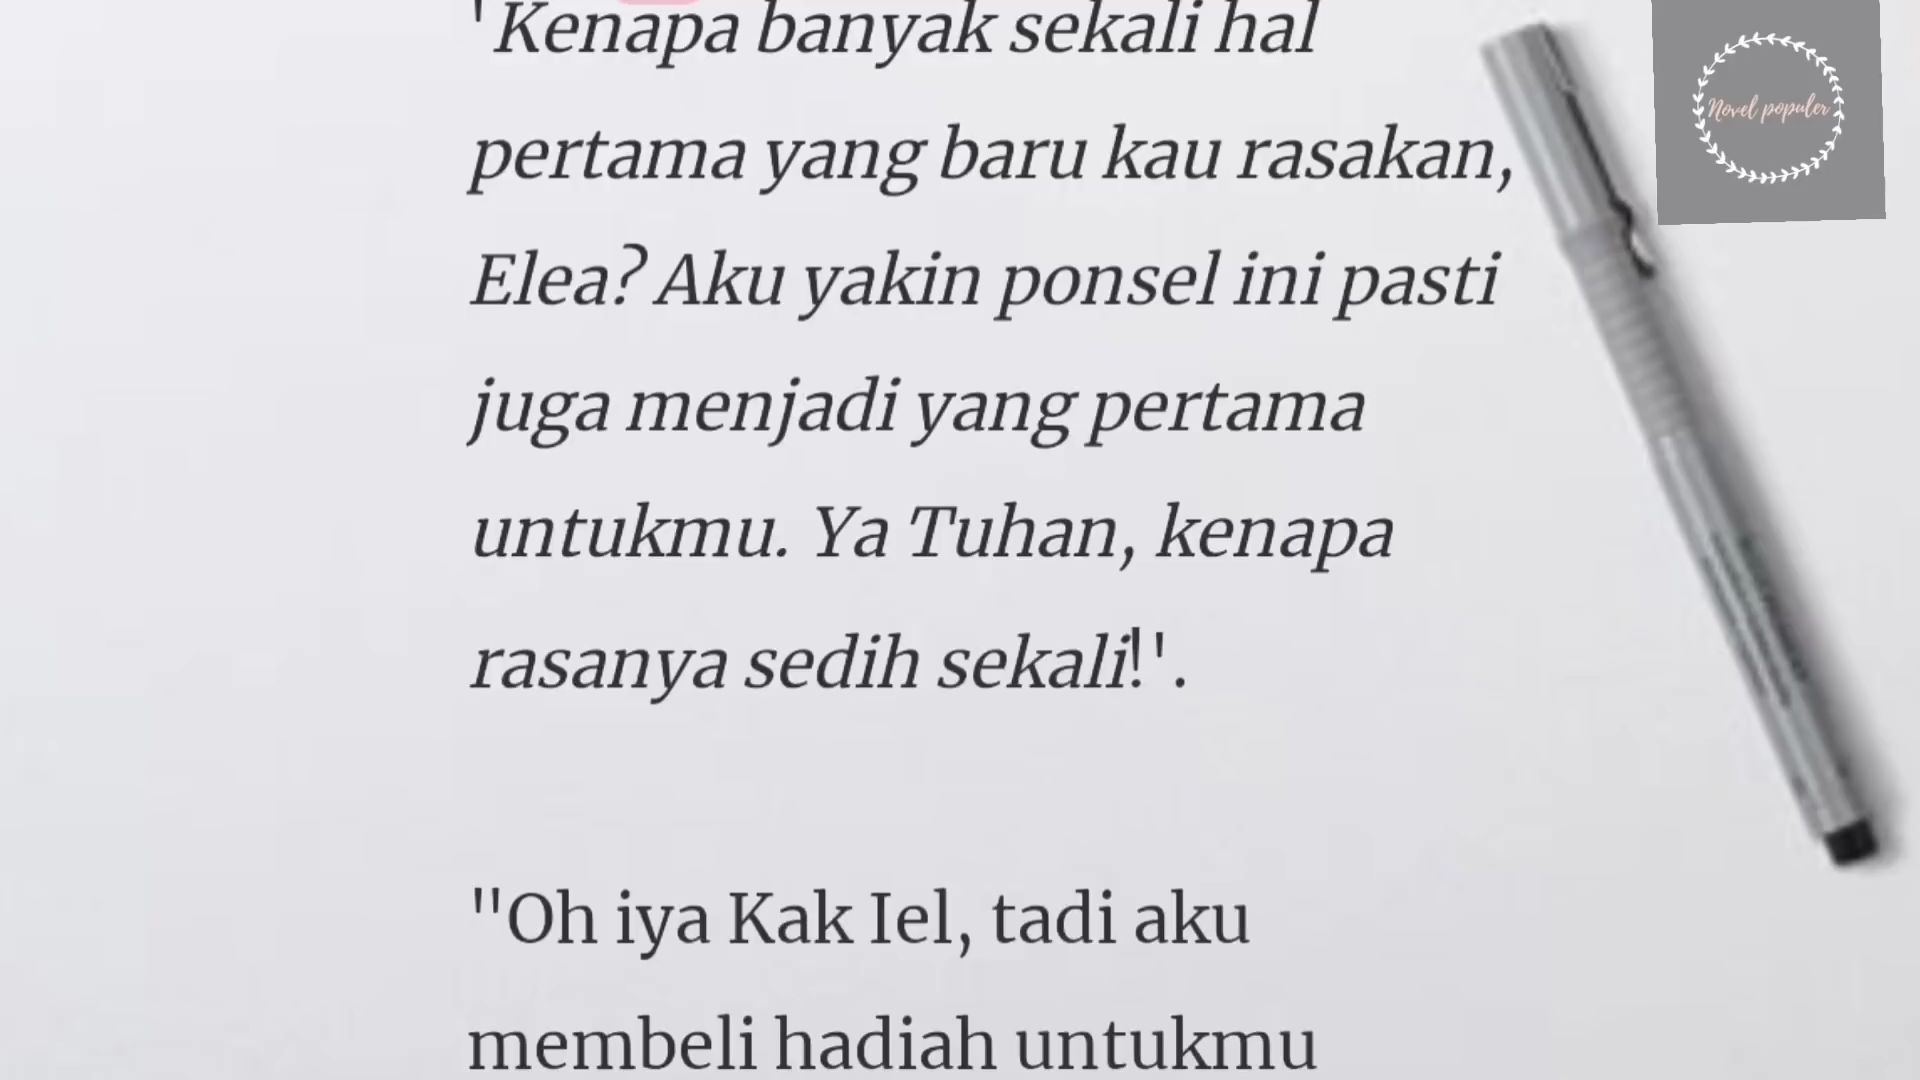 'Kenapa banyak sekali hal
pertama yang baru kau rasakan,
Elea? Aku yakin ponsel ini pasti
juga menjadi yang pertama
untukmu. Ya Tuhan, kenapa
rasanya sedih sekali!'.
"Oh iya Kak Iel, tadi aku
membeli hadiah untukmu
Novel populer